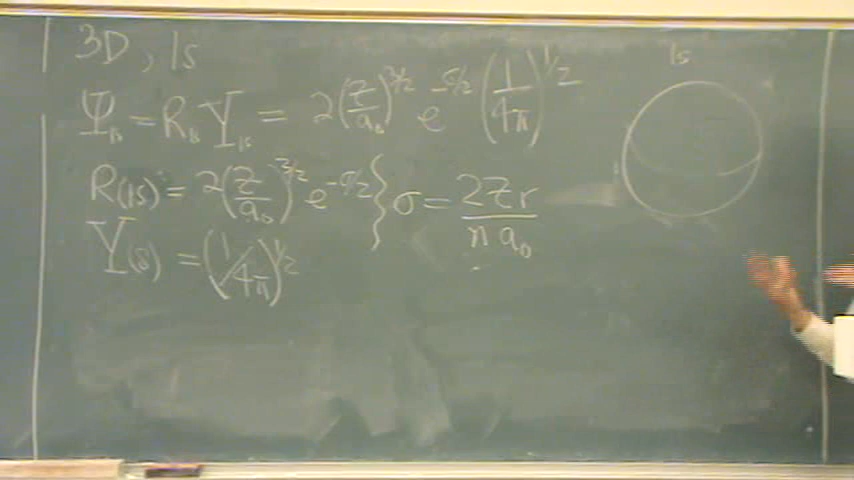 3D, 1s
1s
Ψ₁ₛ = R₁ₛ Y₁ₛ = 2(Z/a₀)^3/2 e^-σ/2 (1/4π)^1/2
R(1s) = 2(Z/a₀)^3/2 e^-σ/2 } σ = 2Zr/na₀
Y(s) = (1/4π)^1/2